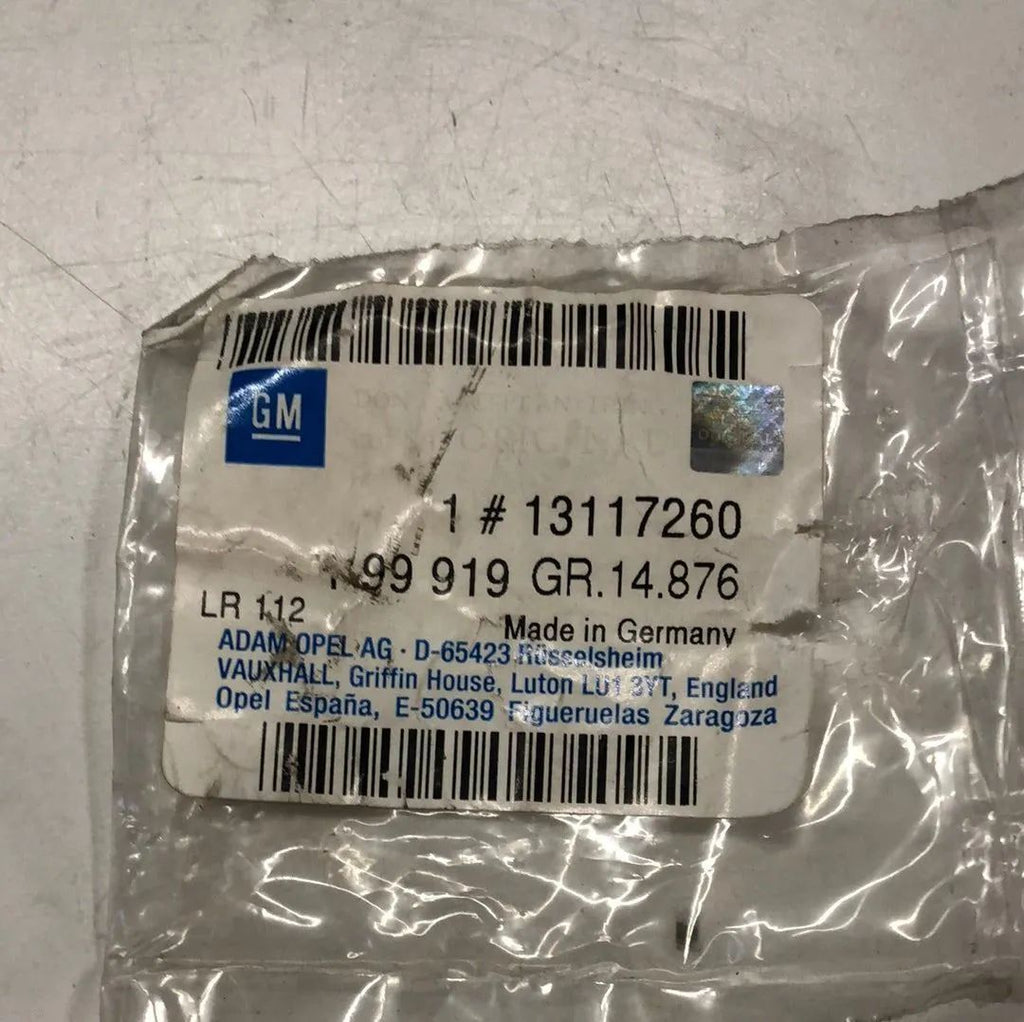 GM
1 # 13117260
99 919 GR.14.876
LR 112
Made in Germany
ADAM OPEL AG · D-65423 Rüsselsheim
VAUXHALL, Griffin House, Luton LU1 3YT, England
Opel España, E-50639 Figueruelas Zaragoza